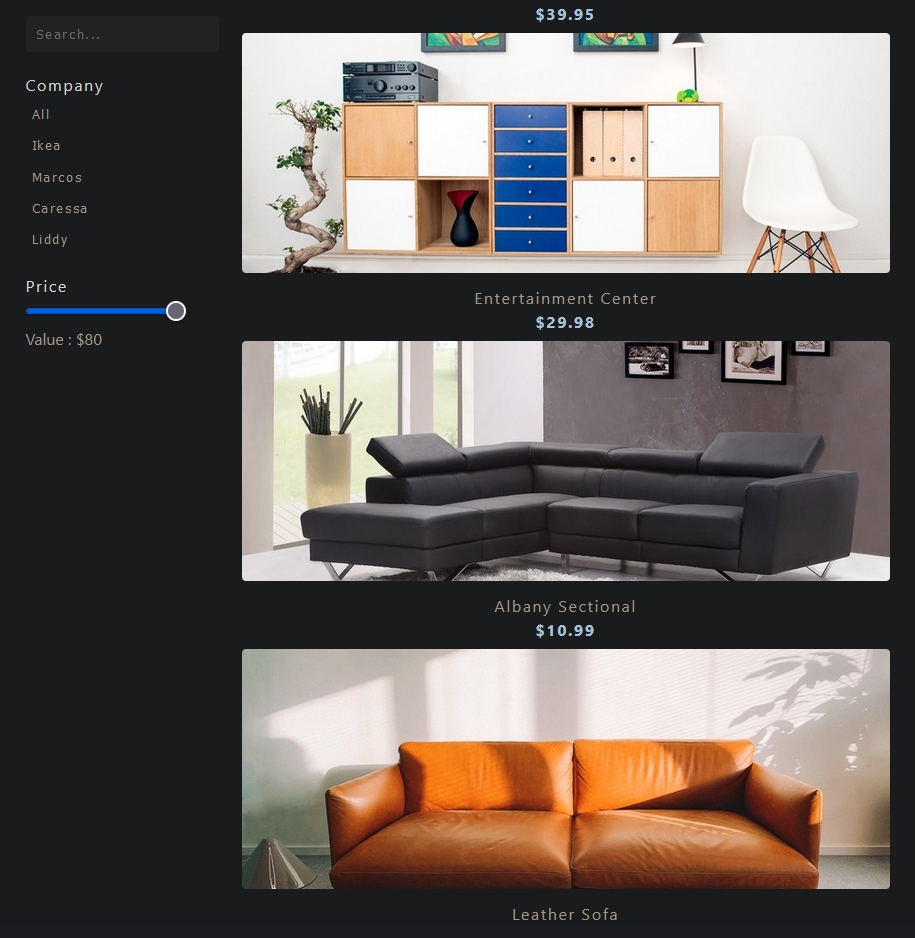 Search...
Company
All
Ikea
Marcos
Caressa
Liddy
Price
Value : $80
$39.95
Entertainment Center
$29.98
Albany Sectional
$10.99
Leather Sofa